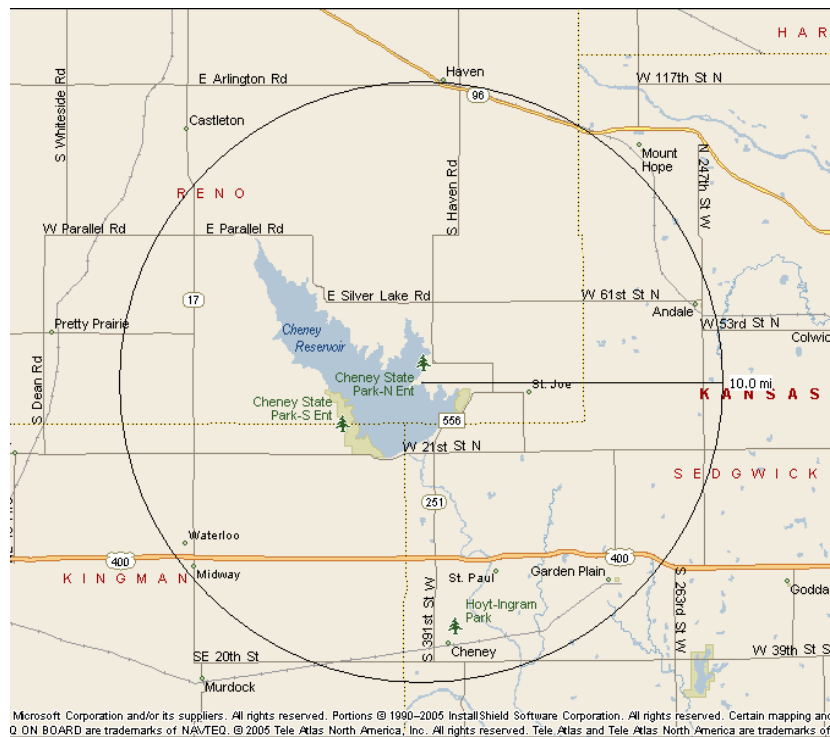 H A R
Haven
E Arlington Rd
W 117th St N
96
S Whiteside Rd
Castleton
Mount
Hope
N 247th St W
S Haven Rd
R E N O
W Parallel Rd
E Parallel Rd
17
E Silver Lake Rd
W 61st St N
Andale
Pretty Prairie
Cheney
Reservoir
W 53rd St N
Colwic
S Dean Rd
Cheney State
Park-N Ent
St. Joe
10.0 mi
K A N S A S
Cheney State
Park-S Ent
556
W 21st St N
S E D G W I C K
251
Waterloo
400
400
Midway
K I N G M A N
St. Paul
Garden Plain
Godda
S 391st St W
S 263rd St W
Hoyt-Ingram
Park
Cheney
SE 20th St
W 39th St N
Murdock
Microsoft Corporation and/or its suppliers. All rights reserved. Portions © 1990–2005 InstallShield Software Corporation. All rights reserved. Certain mapping and
Q ON BOARD are trademarks of NAVTEQ. © 2005 Tele Atlas North America, Inc. All rights reserved. Tele Atlas and Tele Atlas North America are trademarks of